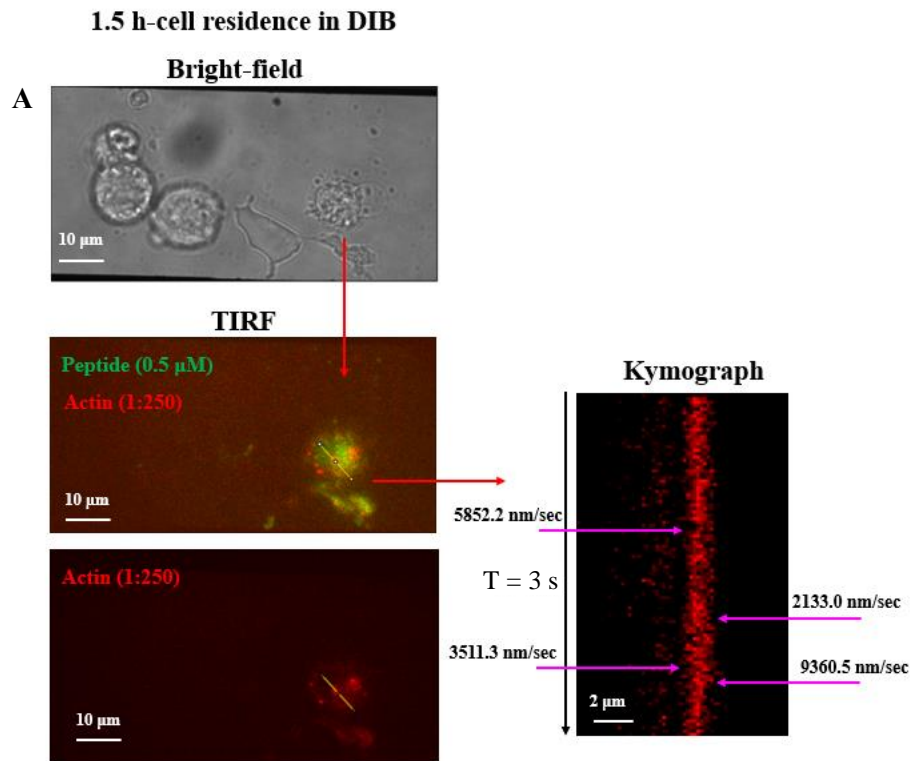 1.5 h-cell residence in DIB
Bright-field
A
10 µm
TIRF
Peptide (0.5 µM)
Actin (1:250)
10 µm
Kymograph
5852.2 nm/sec
T = 3 s
2133.0 nm/sec
3511.3 nm/sec
9360.5 nm/sec
2 µm
Actin (1:250)
10 µm